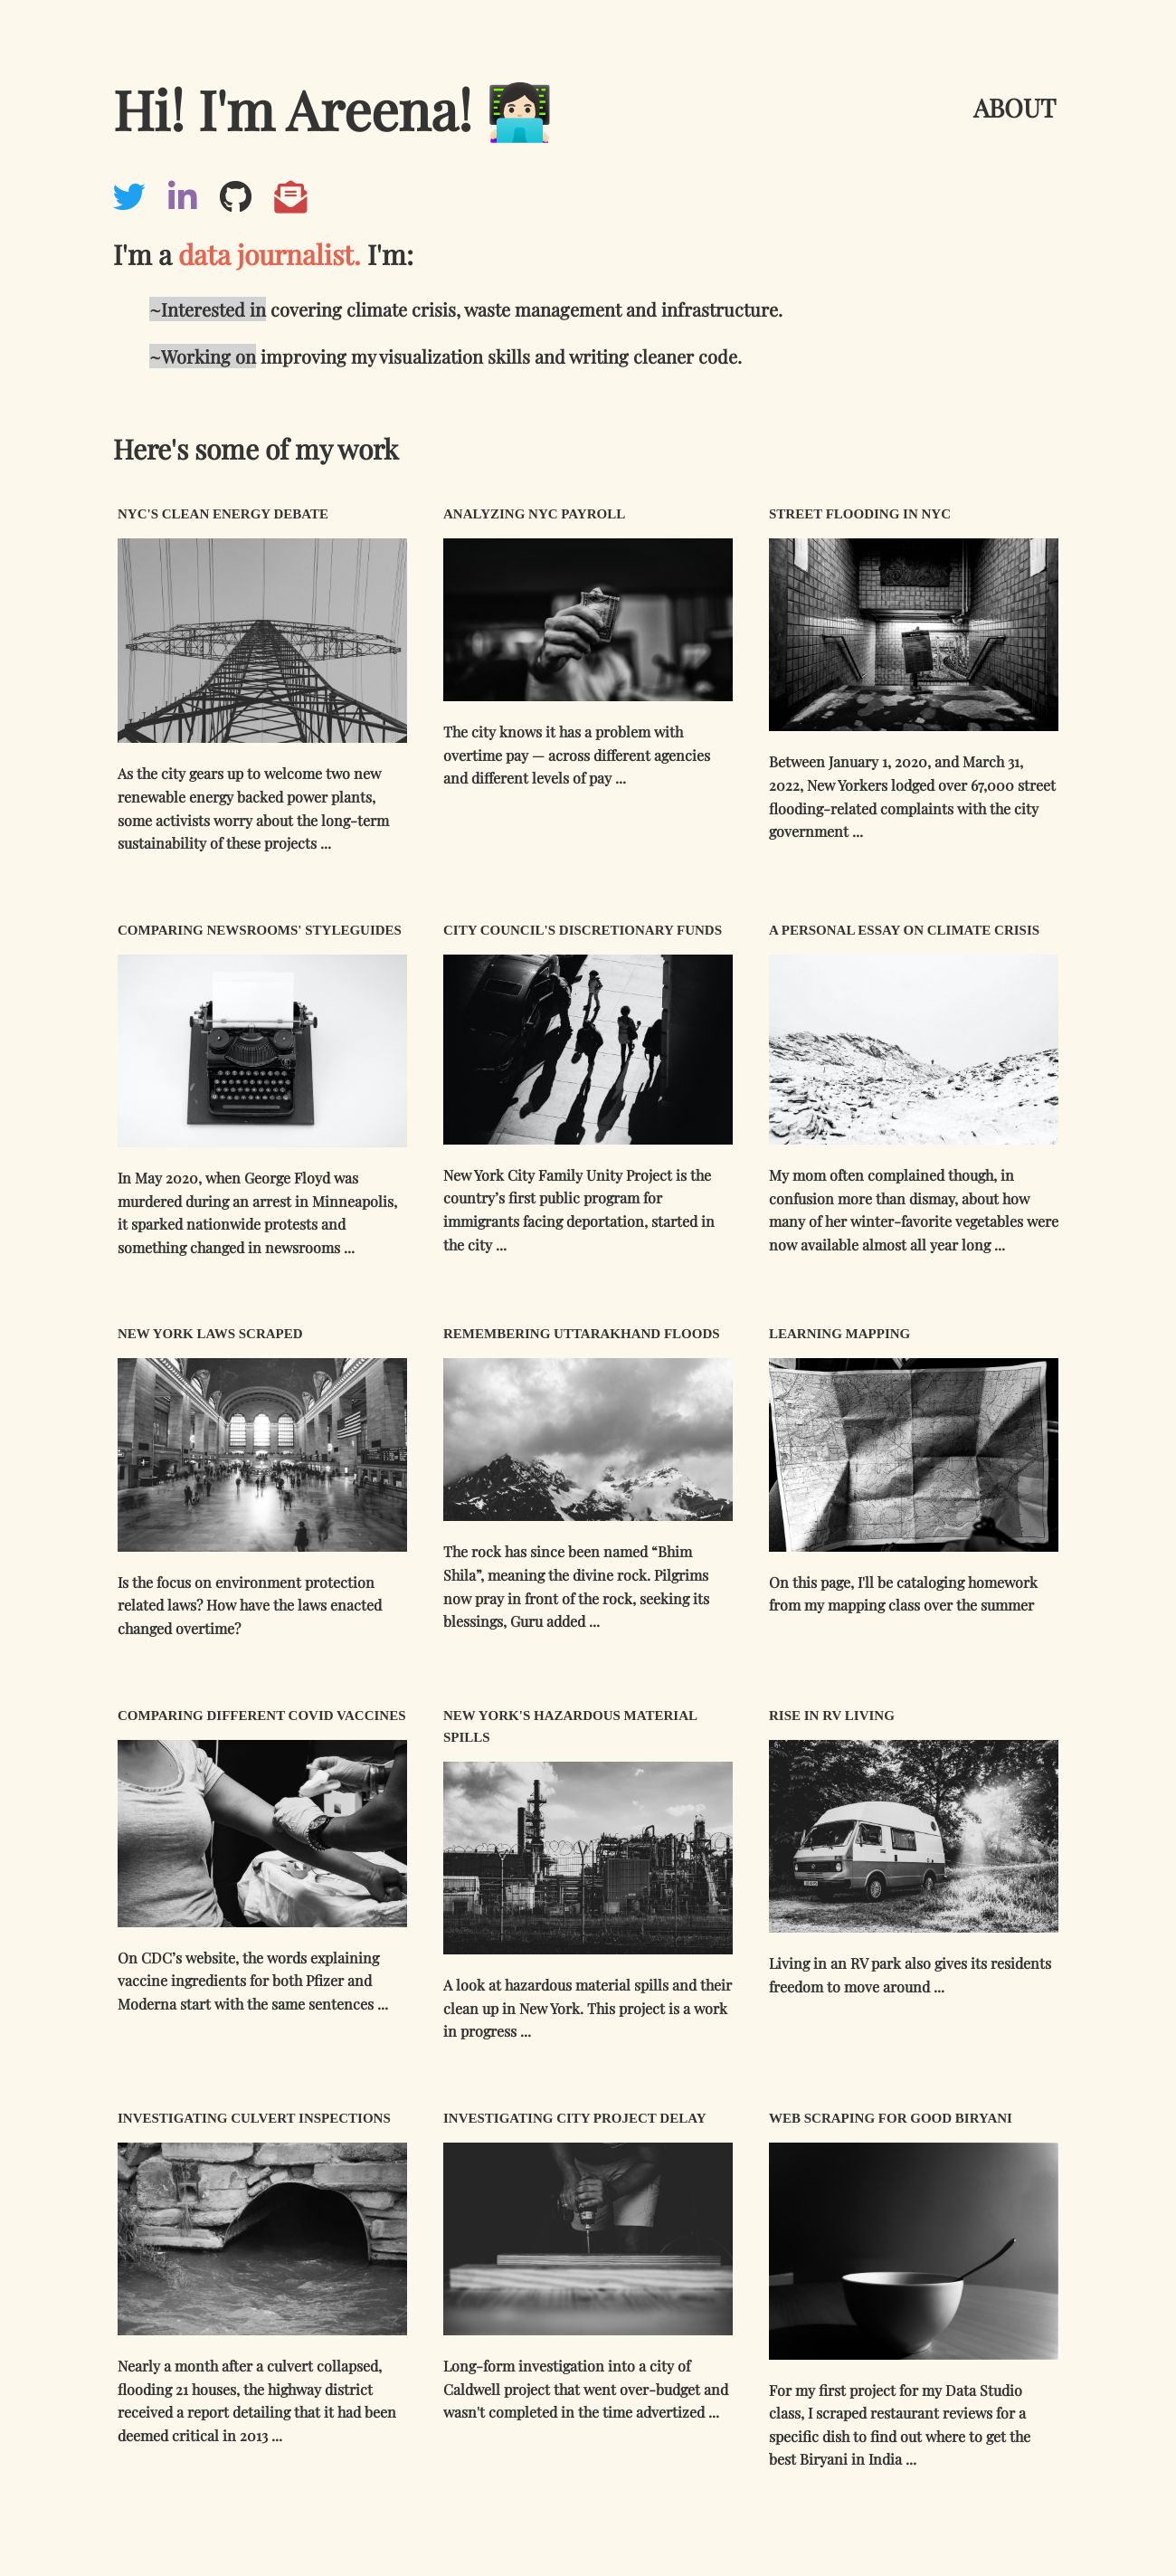 Hi! I'm Areena!
ABOUT
I'm a data journalist. I'm:
~Interested in covering climate crisis, waste management and infrastructure.
~Working on improving my visualization skills and writing cleaner code.
Here's some of my work
NYC'S CLEAN ENERGY DEBATE
As the city gears up to welcome two new
renewable energy backed power plants,
some activists worry about the long-term
sustainability of these projects ...
ANALYZING NYC PAYROLL
The city knows it has a problem with
overtime pay — across different agencies
and different levels of pay ...
STREET FLOODING IN NYC
Between January 1, 2020, and March 31,
2022, New Yorkers lodged over 67,000 street
flooding-related complaints with the city
government ...
COMPARING NEWSROOMS' STYLEGUIDES
In May 2020, when George Floyd was
murdered during an arrest in Minneapolis,
it sparked nationwide protests and
something changed in newsrooms ...
CITY COUNCIL'S DISCRETIONARY FUNDS
New York City Family Unity Project is the
country’s first public program for
immigrants facing deportation, started in
the city ...
A PERSONAL ESSAY ON CLIMATE CRISIS
My mom often complained though, in
confusion more than dismay, about how
many of her winter-favorite vegetables were
now available almost all year long ...
NEW YORK LAWS SCRAPED
Is the focus on environment protection
related laws? How have the laws enacted
changed overtime?
REMEMBERING UTTARAKHAND FLOODS
The rock has since been named “Bhim
Shila”, meaning the divine rock. Pilgrims
now pray in front of the rock, seeking its
blessings, Guru added ...
LEARNING MAPPING
On this page, I'll be cataloging homework
from my mapping class over the summer
COMPARING DIFFERENT COVID VACCINES
On CDC’s website, the words explaining
vaccine ingredients for both Pfizer and
Moderna start with the same sentences ...
NEW YORK'S HAZARDOUS MATERIAL
SPILLS
A look at hazardous material spills and their
clean up in New York. This project is a work
in progress ...
RISE IN RV LIVING
Living in an RV park also gives its residents
freedom to move around ...
INVESTIGATING CULVERT INSPECTIONS
Nearly a month after a culvert collapsed,
flooding 21 houses, the highway district
received a report detailing that it had been
deemed critical in 2013 ...
INVESTIGATING CITY PROJECT DELAY
Long-form investigation into a city of
Caldwell project that went over-budget and
wasn't completed in the time advertized ...
WEB SCRAPING FOR GOOD BIRYANI
For my first project for my Data Studio
class, I scraped restaurant reviews for a
specific dish to find out where to get the
best Biryani in India ...